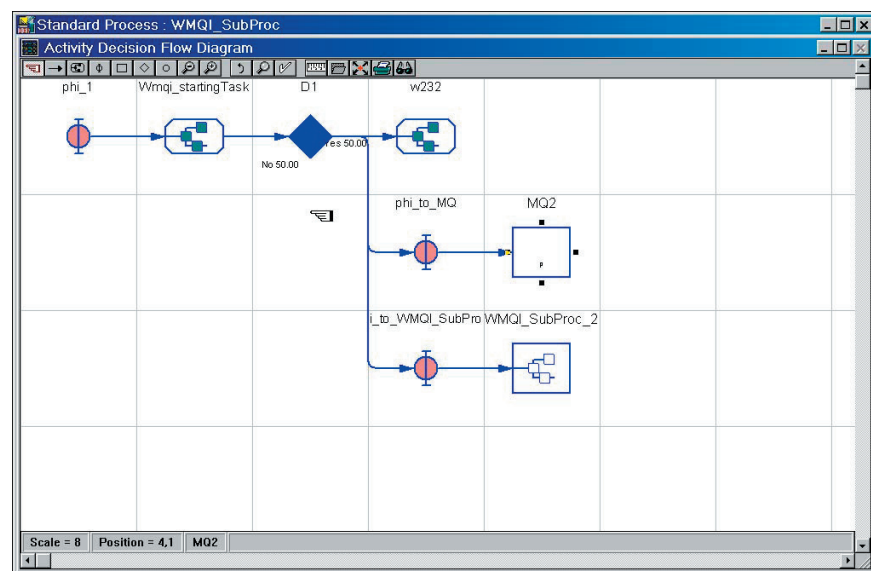 Standard Process : WMQI_SubProc
Activity Decision Flow Diagram
phi_1 Wmqi_startingTask D1 w232
Yes 50.00
No 50.00
phi_to_MQ MQ2
P
i_to_WMQI_SubPro WMQI_SubProc_2
Scale = 8 Position = 4,1 MQ2